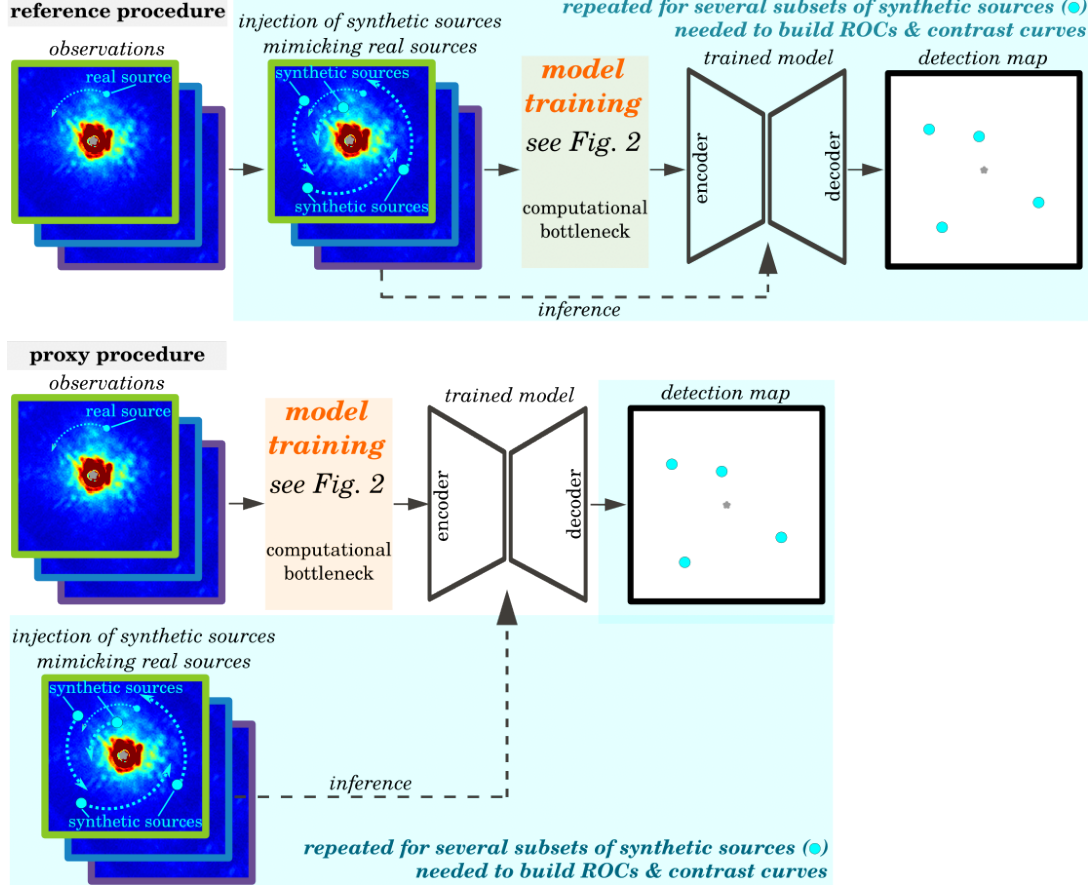 reference procedure
observations
real source
injection of synthetic sources
mimicking real sources
synthetic sources
synthetic sources
model
training
see Fig. 2
computational
bottleneck
repeated for several subsets of synthetic sources ( )
needed to build ROCs & contrast curves
trained model
encoder
decoder
detection map
inference
proxy procedure
observations
real source
model
training
see Fig. 2
computational
bottleneck
trained model
encoder
decoder
detection map
injection of synthetic sources
mimicking real sources
synthetic sources
synthetic sources
inference
repeated for several subsets of synthetic sources ( )
needed to build ROCs & contrast curves